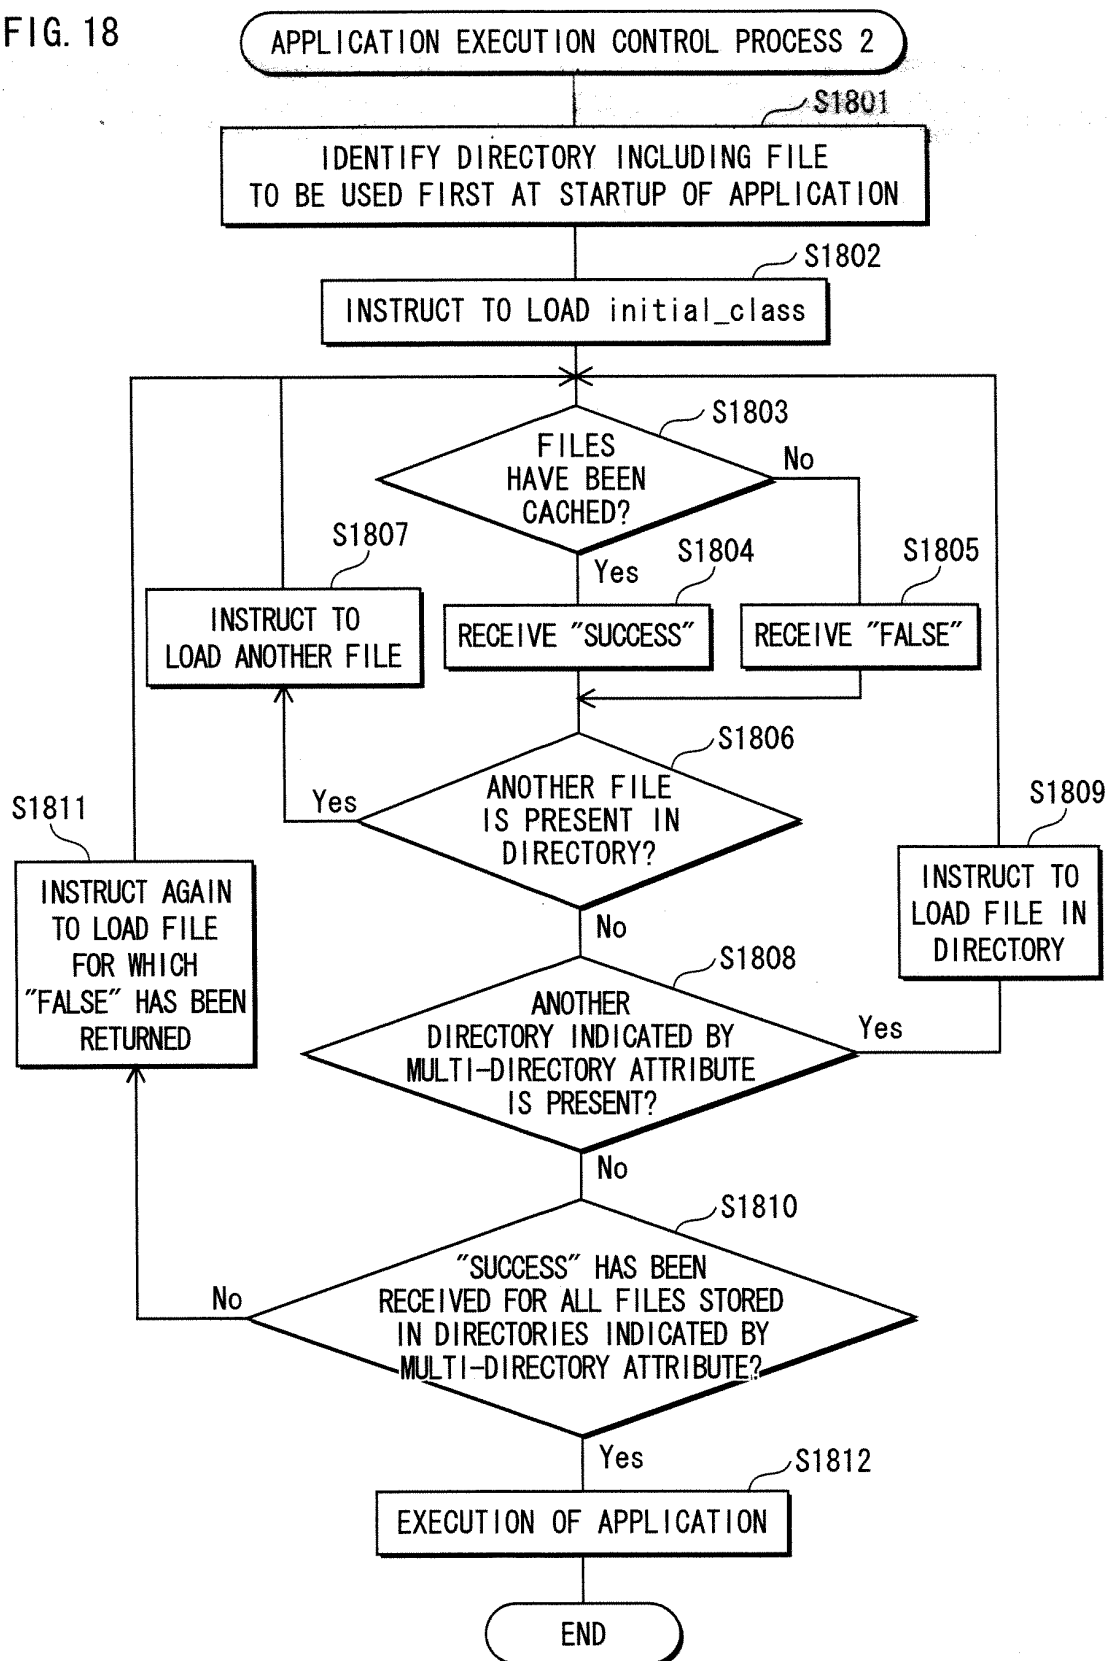 FIG. 18
APPLICATION EXECUTION CONTROL PROCESS 2
S1801
IDENTIFY DIRECTORY INCLUDING FILE
TO BE USED FIRST AT STARTUP OF APPLICATION
S1802
INSTRUCT TO LOAD initial_class
S1803
FILES
HAVE BEEN
CACHED?
No
Yes
S1807
INSTRUCT TO
LOAD ANOTHER FILE
S1804
RECEIVE "SUCCESS"
S1805
RECEIVE "FALSE"
S1806
ANOTHER FILE
IS PRESENT IN
DIRECTORY?
Yes
No
S1811
INSTRUCT AGAIN
TO LOAD FILE
FOR WHICH
"FALSE" HAS BEEN
RETURNED
S1809
INSTRUCT TO
LOAD FILE IN
DIRECTORY
S1808
ANOTHER
DIRECTORY INDICATED BY
MULTI-DIRECTORY ATTRIBUTE
IS PRESENT?
Yes
No
S1810
"SUCCESS" HAS BEEN
RECEIVED FOR ALL FILES STORED
IN DIRECTORIES INDICATED BY
MULTI-DIRECTORY ATTRIBUTE?
No
Yes
S1812
EXECUTION OF APPLICATION
END